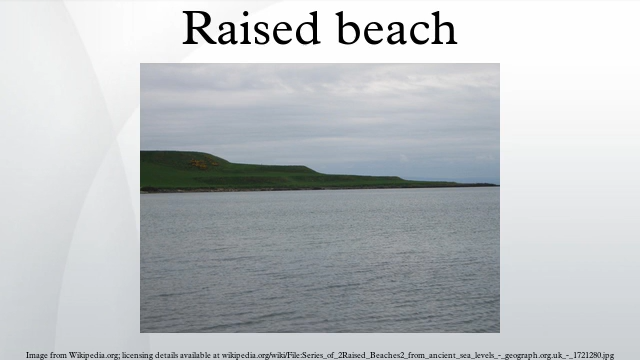 Raised beach
Image from Wikipedia.org; licensing details available at wikipedia.org/wiki/File:Series_of_2Raised_Beaches2_from_ancient_sea_levels_-_geograph.org.uk_-_1721280.jpg